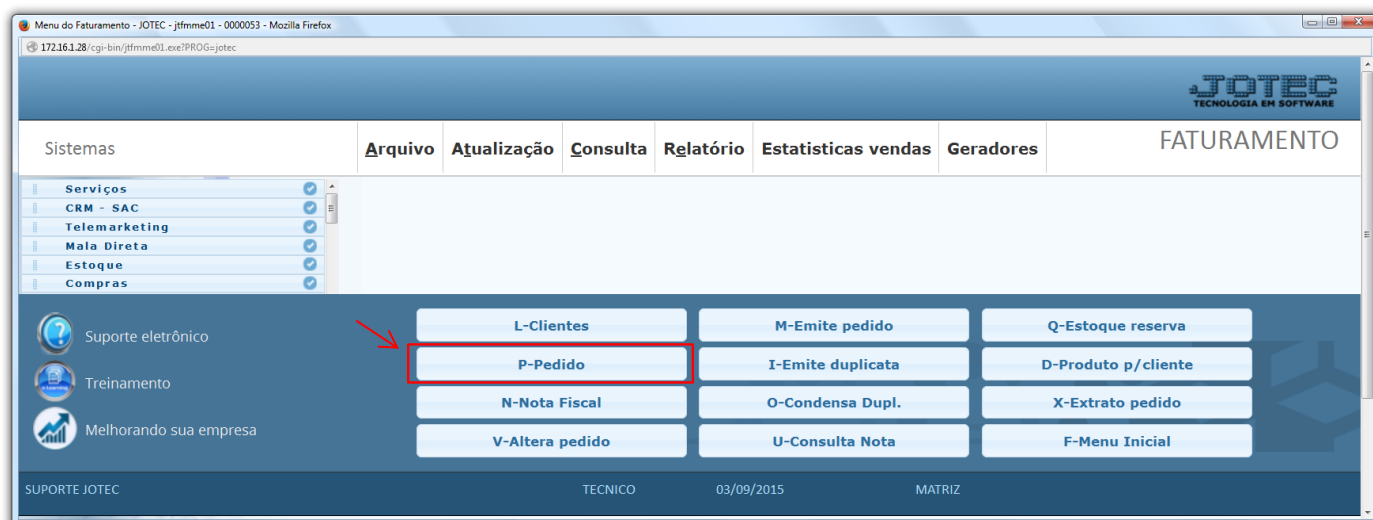 Menu do Faturamento - JOTEC - jtfmme01 - 0000053 - Mozilla Firefox
172.16.1.28/cgi-bin/jtfmme01.exe?PROG=jotec
JOTEC
TECNOLOGIA EM SOFTWARE
Sistemas
Arquivo Atualização Consulta Relatório Estatisticas vendas Geradores
FATURAMENTO
Serviços
CRM - SAC
Telemarketing
Mala Direta
Estoque
Compras
Suporte eletrônico
Treinamento
Melhorando sua empresa
L-Clientes M-Emite pedido Q-Estoque reserva
P-Pedido I-Emite duplicata D-Produto p/cliente
N-Nota Fiscal O-Condensa Dupl. X-Extrato pedido
V-Altera pedido U-Consulta Nota F-Menu Inicial
SUPORTE JOTEC TECNICO 03/09/2015 MATRIZ